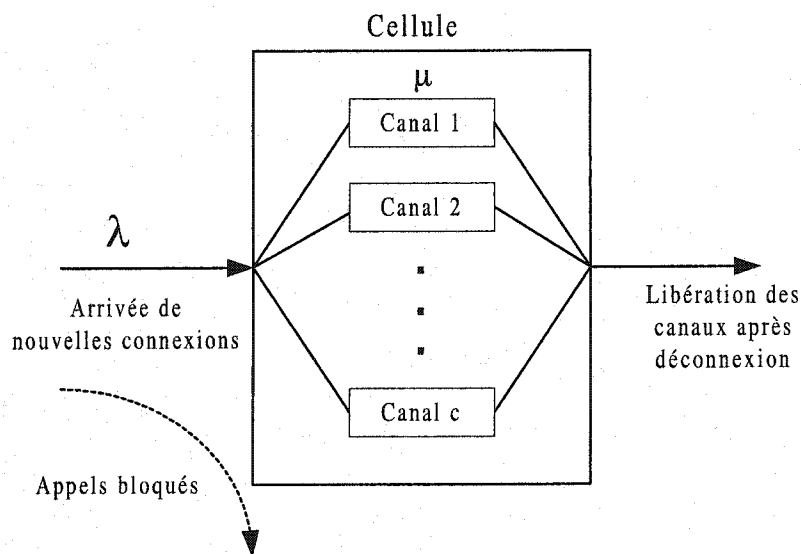 Cellule
μ
Canal 1
Canal 2
Canal c
λ
Arrivée de
nouvelles connexions
Appels bloqués
Libération des
canaux après
déconnexion